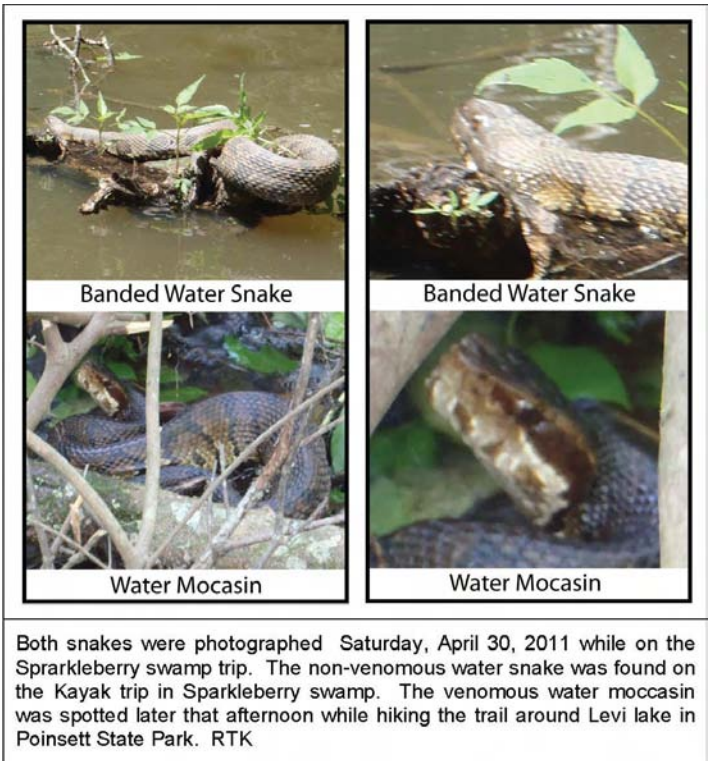 Banded Water Snake
Banded Water Snake
Water Mocasin
Water Mocasin
Both snakes were photographed Saturday, April 30, 2011 while on the
Sprarkleberry swamp trip. The non-venomous water snake was found on
the Kayak trip in Sparkleberry swamp. The venomous water moccasin
was spotted later that afternoon while hiking the trail around Levi lake in
Poinsett State Park. RTK